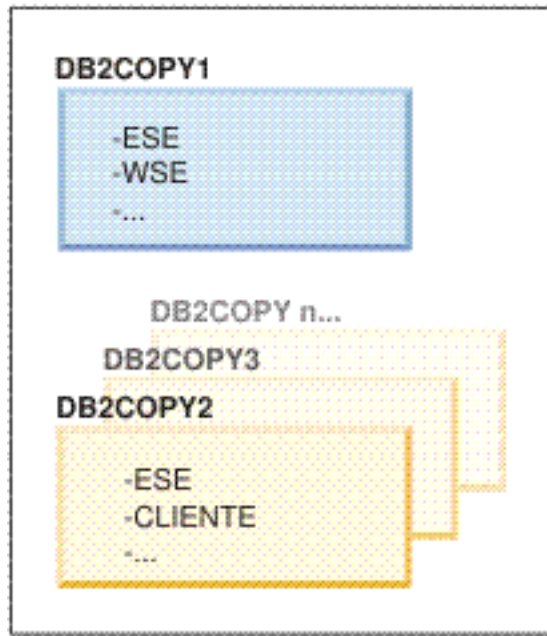 DB2COPY1
-ESE
-WSE
-...
DB2COPY n...
DB2COPY3
DB2COPY2
-ESE
-CLIENTE
-...